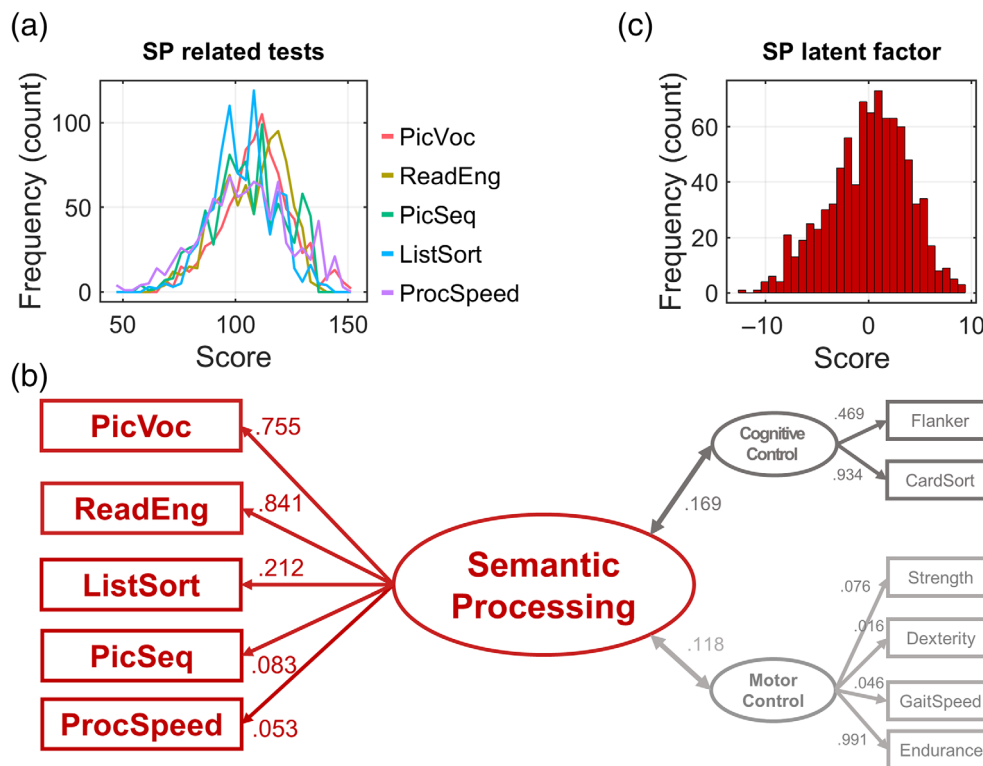 (a)
SP related tests
Frequency (count)
100
50
0
50
100
150
Score
PicVoc
ReadEng
PicSeq
ListSort
ProcSpeed
(c)
SP latent factor
Frequency (count)
60
40
20
0
−10
0
10
Score
(b)
PicVoc
.755
ReadEng
.841
ListSort
.212
PicSeq
.083
ProcSpeed
.053
Semantic
Processing
.169
Cognitive
Control
.469
Flanker
.934
CardSort
.118
Motor
Control
.076
Strength
.016
Dexterity
.046
GaitSpeed
.991
Endurance